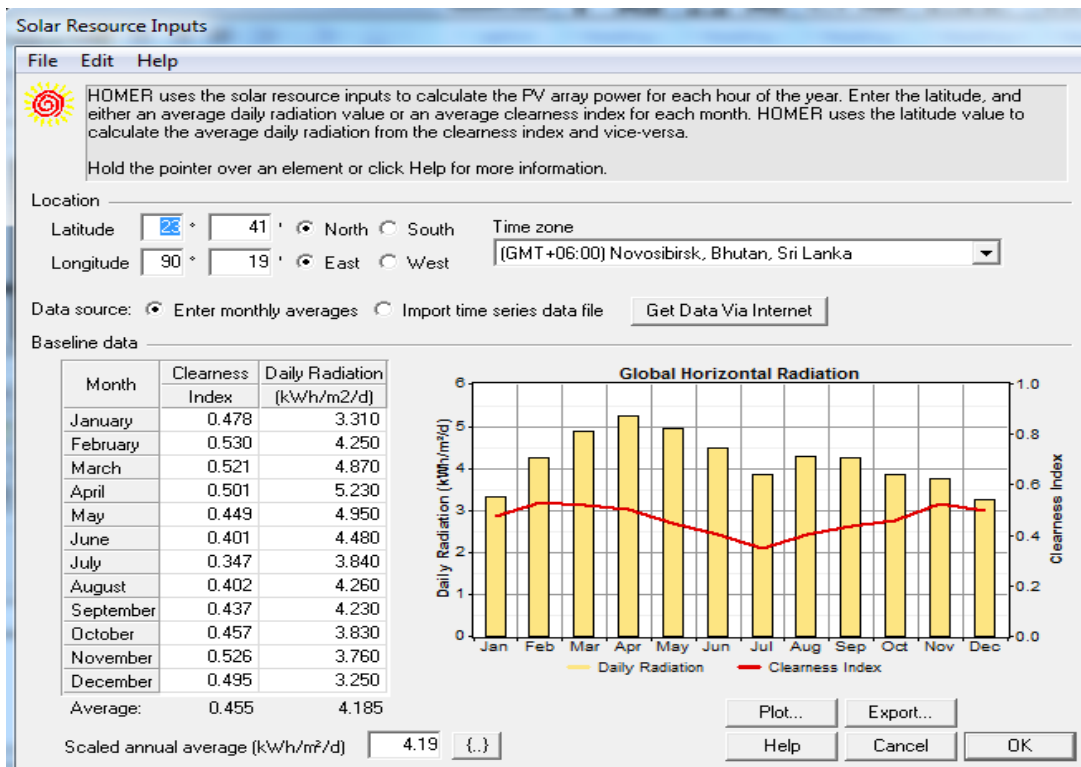 Solar Resource Inputs
File Edit Help
HOMER uses the solar resource inputs to calculate the PV array power for each hour of the year. Enter the latitude, and
either an average daily radiation value or an average clearness index for each month. HOMER uses the latitude value to
calculate the average daily radiation from the clearness index and vice-versa.
Hold the pointer over an element or click Help for more information.
Location
Latitude 23 ° 41 ' North South
Longitude 90 ° 19 ' East West
Time zone
(GMT+06:00) Novosibirsk, Bhutan, Sri Lanka
Data source: Enter monthly averages Import time series data file Get Data Via Internet
Baseline data
Month Clearness Index Daily Radiation (kWh/m2/d)
January 0.478 3.310
February 0.530 4.250
March 0.521 4.870
April 0.501 5.230
May 0.449 4.950
June 0.401 4.480
July 0.347 3.840
August 0.402 4.260
September 0.437 4.230
October 0.457 3.830
November 0.526 3.760
December 0.495 3.250
Average: 0.455 4.185
Scaled annual average (kWh/m²/d) 4.19 {..}
Global Horizontal Radiation
Daily Radiation (kWh/m²/d)
6
5
4
3
2
1
0
1.0
0.8
0.6
0.4
0.2
0.0
Clearness Index
Jan Feb Mar Apr May Jun Jul Aug Sep Oct Nov Dec
Daily Radiation Clearness Index
Plot... Export...
Help Cancel OK